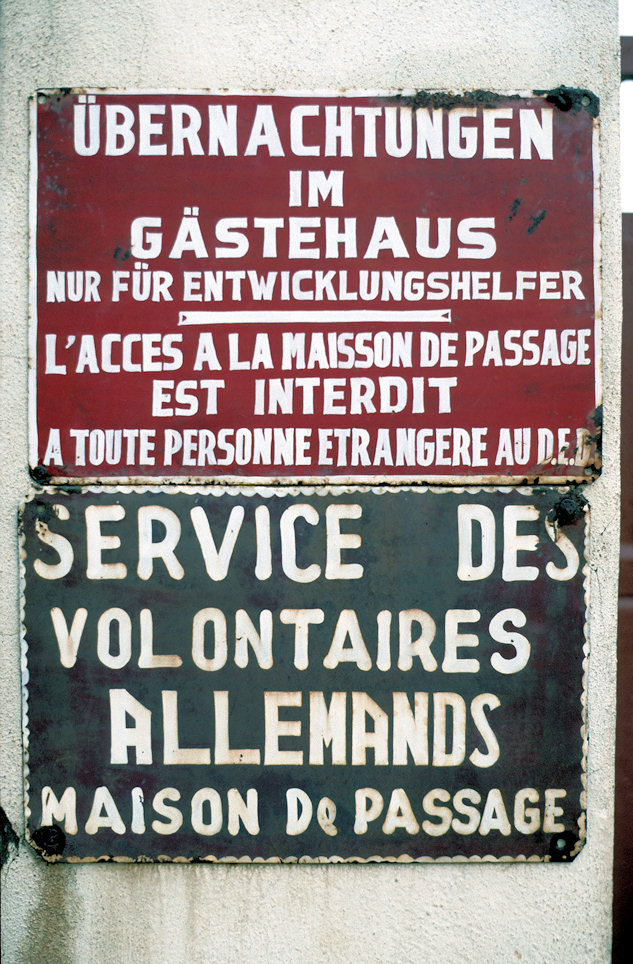 ÜBERNACHTUNGEN
IM
GÄSTEHAUS
NUR FÜR ENTWICKLUNGSHELFER
L'ACCES A LA MAISSON DE PASSAGE
EST INTERDIT
A TOUTE PERSONNE ETRANGERE AU D.E.D
SERVICE DES
VOLONTAIRES
ALLEMANDS
MAISON De PASSAGE